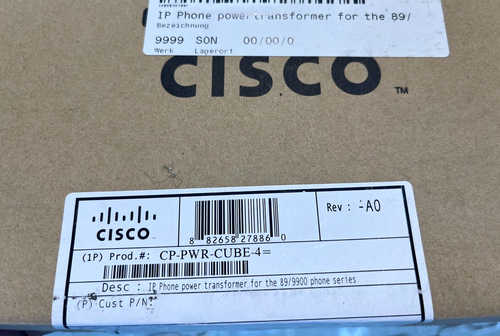 IP Phone power transformer for the 89/
Bezeichnung
9999 SON 00/00/0
Werk Lagerort
CISCO TM
CISCO
8 82658 27886 0
Rev : -A0
(1P) Prod.#: CP-PWR-CUBE-4=
Desc : IP Phone power transformer for the 89/9900 phone series
(P) Cust P/N: